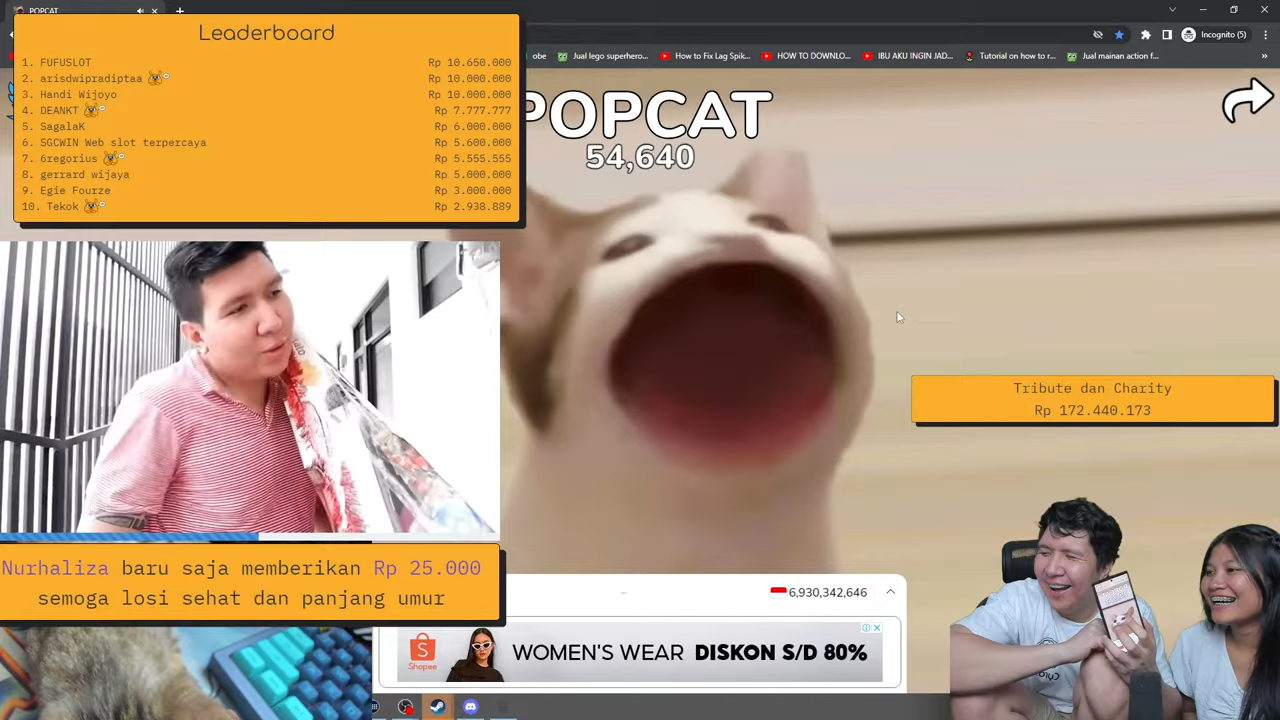 POPCAT
Incognito (5)
obe
Jual lego superhero...
How to Fix Lag Spik...
HOW TO DOWNLO...
IBU AKU INGIN JAD...
Tutorial on how to r...
Jual mainan action f...
»
Leaderboard
1. FUFUSLOT Rp 10.650.000
2. arisdwipradiptaa Rp 10.000.000
3. Handi Wijoyo Rp 10.000.000
4. DEANKT Rp 7.777.777
5. SagalaK Rp 6.000.000
6. SGCWIN Web slot terpercaya Rp 5.600.000
7. 6regorius Rp 5.555.555
8. gerrard wijaya Rp 5.000.000
9. Egie Fourze Rp 3.000.000
10. Tekok Rp 2.938.889
POPCAT
54,640
Tribute dan Charity
Rp 172.440.173
Nurhaliza baru saja memberikan Rp 25.000
semoga losi sehat dan panjang umur
6,930,342,646
Shopee
WOMEN'S WEAR DISKON S/D 80%